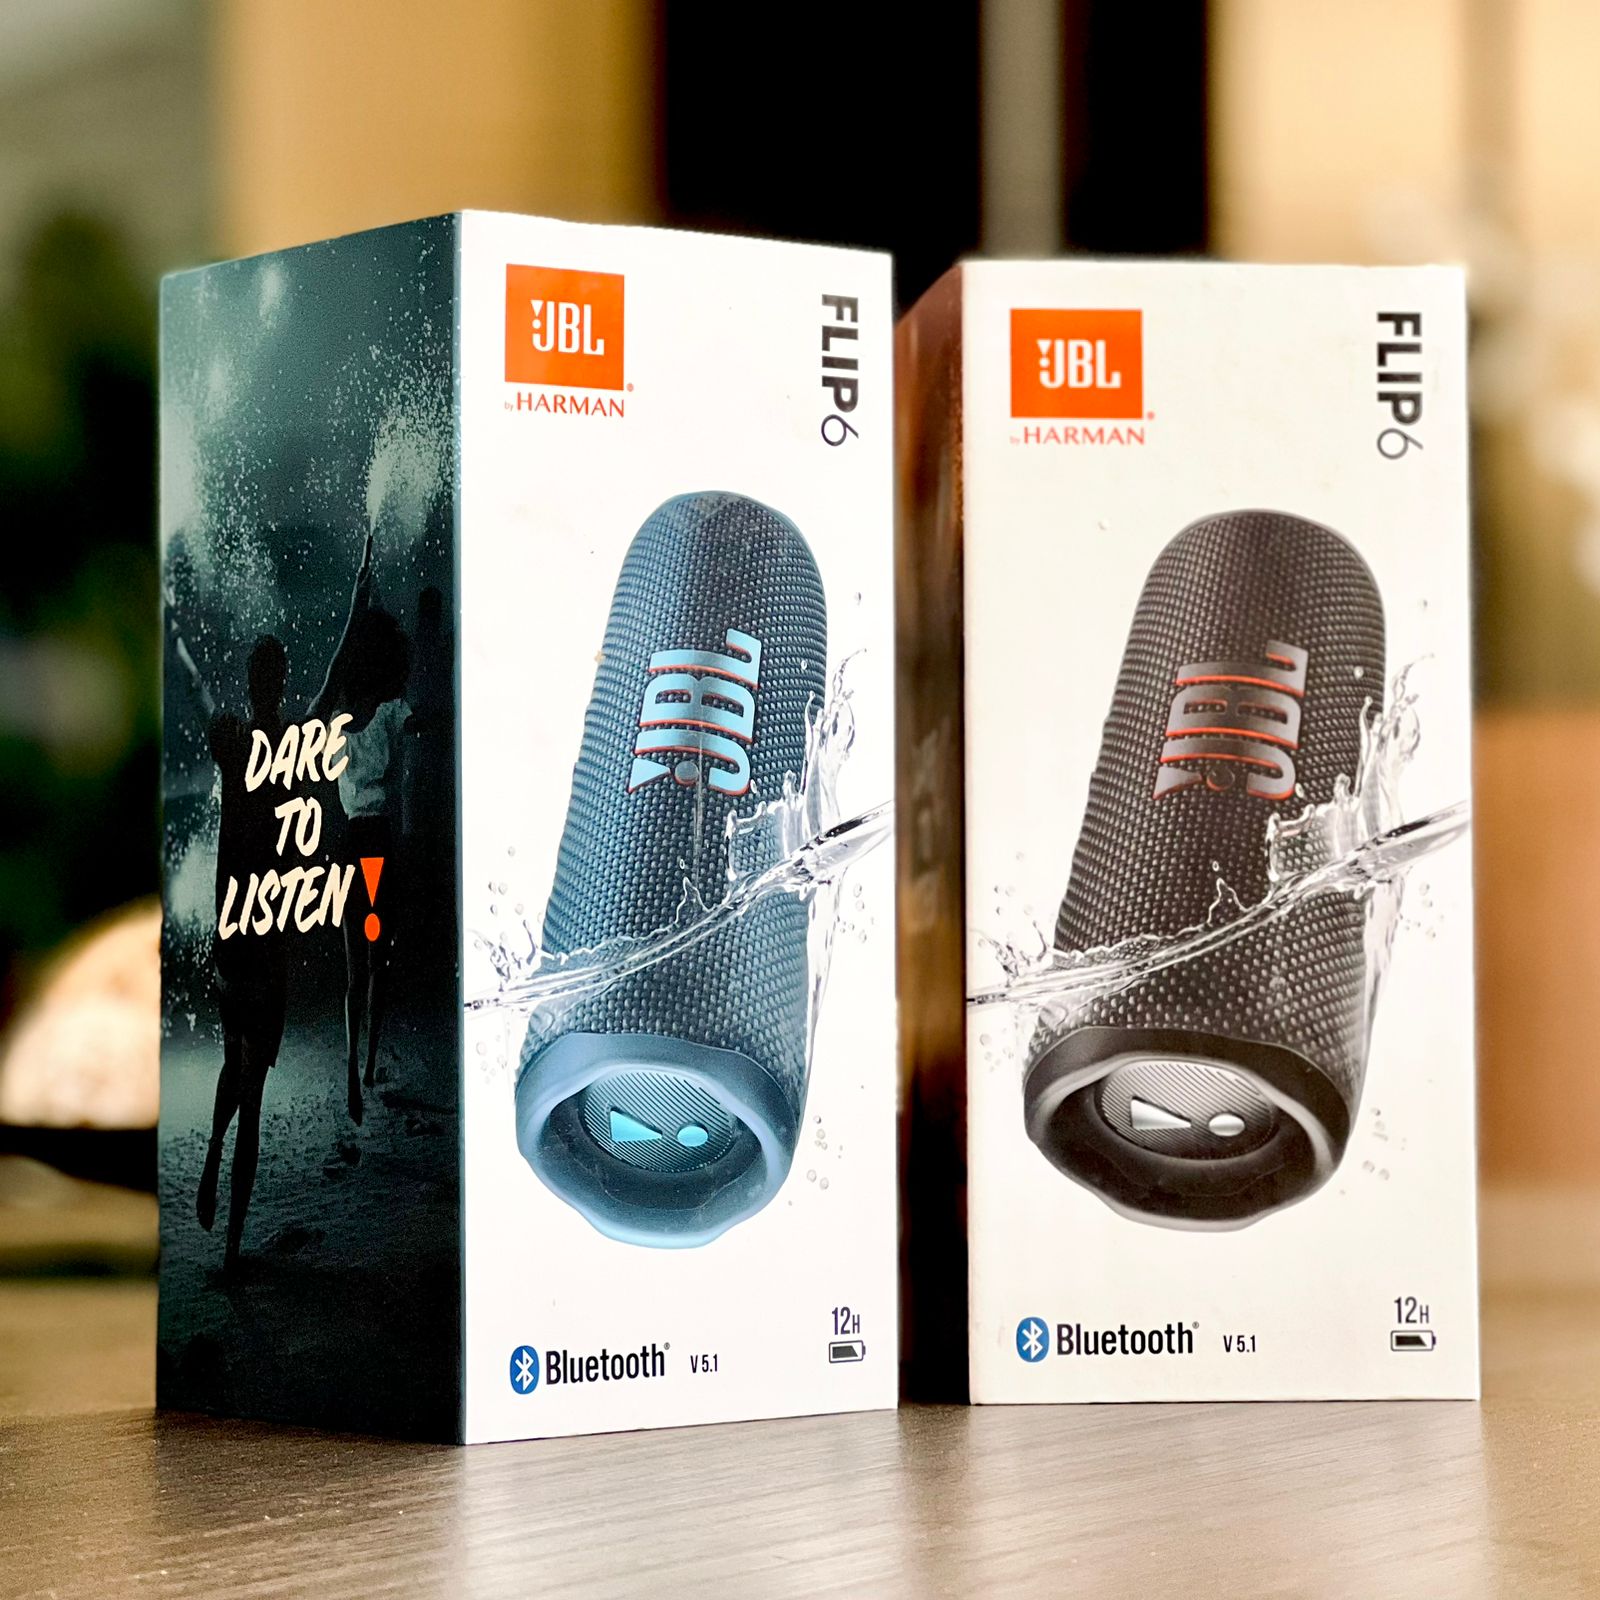 DARE
TO
LISTEN!
JBL
by HARMAN
FLIP6
JBL
Bluetooth®
V 5.1
12H
JBL
by HARMAN
FLIP6
JBL
Bluetooth®
V 5.1
12H